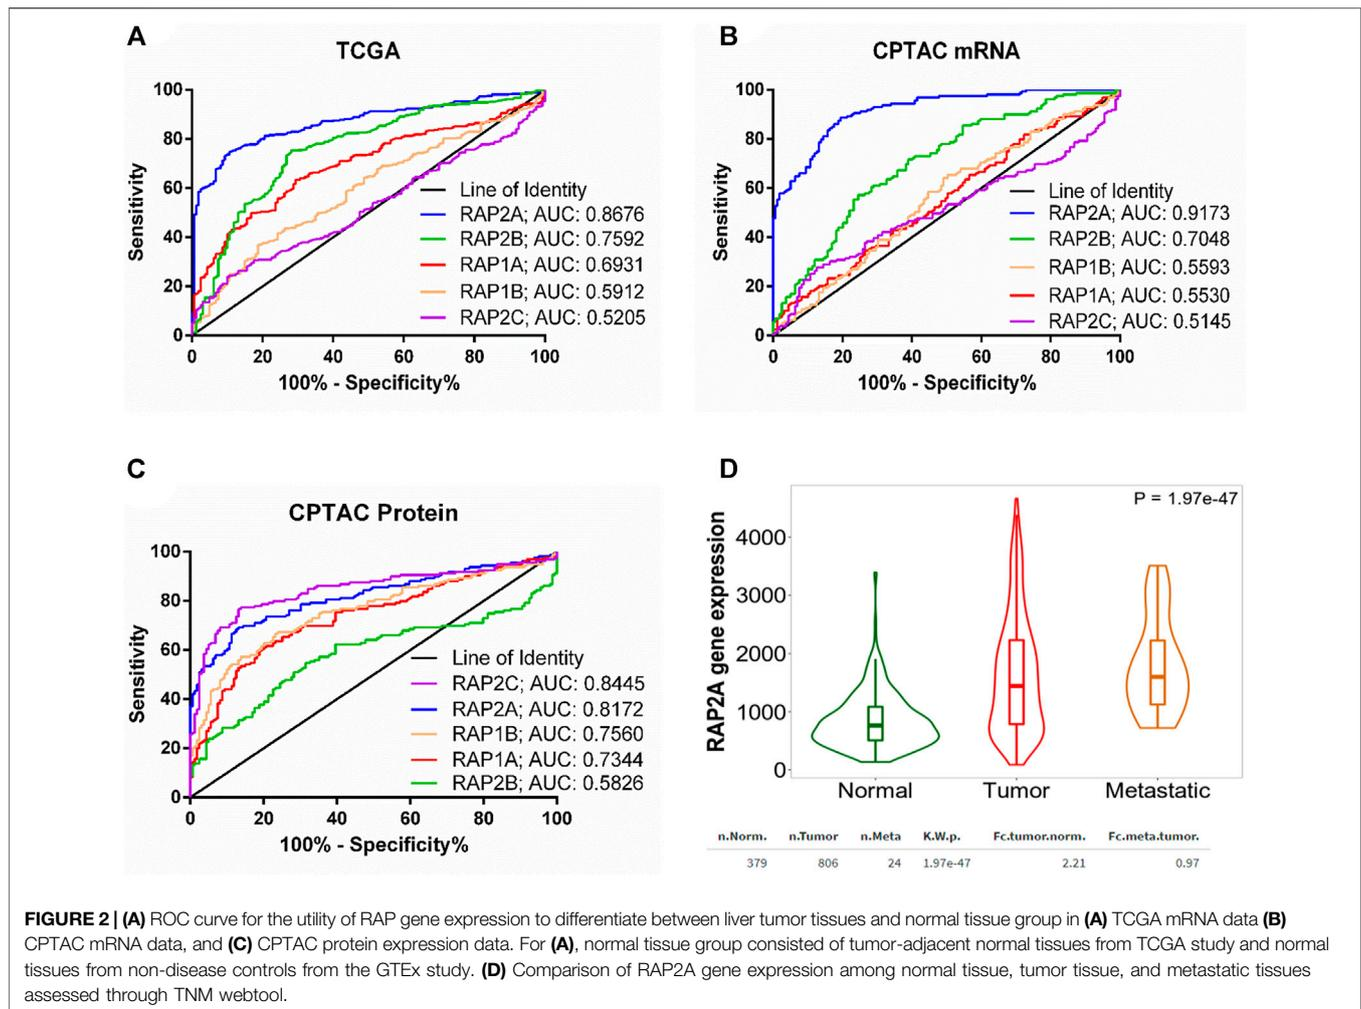 A
TCGA
Sensitivity
100
80
60
40
20
0
0 20 40 60 80 100
100% - Specificity%
Line of Identity
RAP2A; AUC: 0.8676
RAP2B; AUC: 0.7592
RAP1A; AUC: 0.6931
RAP1B; AUC: 0.5912
RAP2C; AUC: 0.5205
B
CPTAC mRNA
Sensitivity
100
80
60
40
20
0
0 20 40 60 80 100
100% - Specificity%
Line of Identity
RAP2A; AUC: 0.9173
RAP2B; AUC: 0.7048
RAP1B; AUC: 0.5593
RAP1A; AUC: 0.5530
RAP2C; AUC: 0.5145
C
CPTAC Protein
Sensitivity
100
80
60
40
20
0
0 20 40 60 80 100
100% - Specificity%
Line of Identity
RAP2C; AUC: 0.8445
RAP2A; AUC: 0.8172
RAP1B; AUC: 0.7560
RAP1A; AUC: 0.7344
RAP2B; AUC: 0.5826
D
P = 1.97e-47
RAP2A gene expression
4000
3000
2000
1000
0
Normal Tumor Metastatic
n.Norm. n.Tumor n.Meta K.W.p. Fc.tumor.norm. Fc.meta.tumor.
379 806 24 1.97e-47 2.21 0.97
FIGURE 2 | (A) ROC curve for the utility of RAP gene expression to differentiate between liver tumor tissues and normal tissue group in (A) TCGA mRNA data (B)
CPTAC mRNA data, and (C) CPTAC protein expression data. For (A), normal tissue group consisted of tumor-adjacent normal tissues from TCGA study and normal
tissues from non-disease controls from the GTEx study. (D) Comparison of RAP2A gene expression among normal tissue, tumor tissue, and metastatic tissues
assessed through TNM webtool.